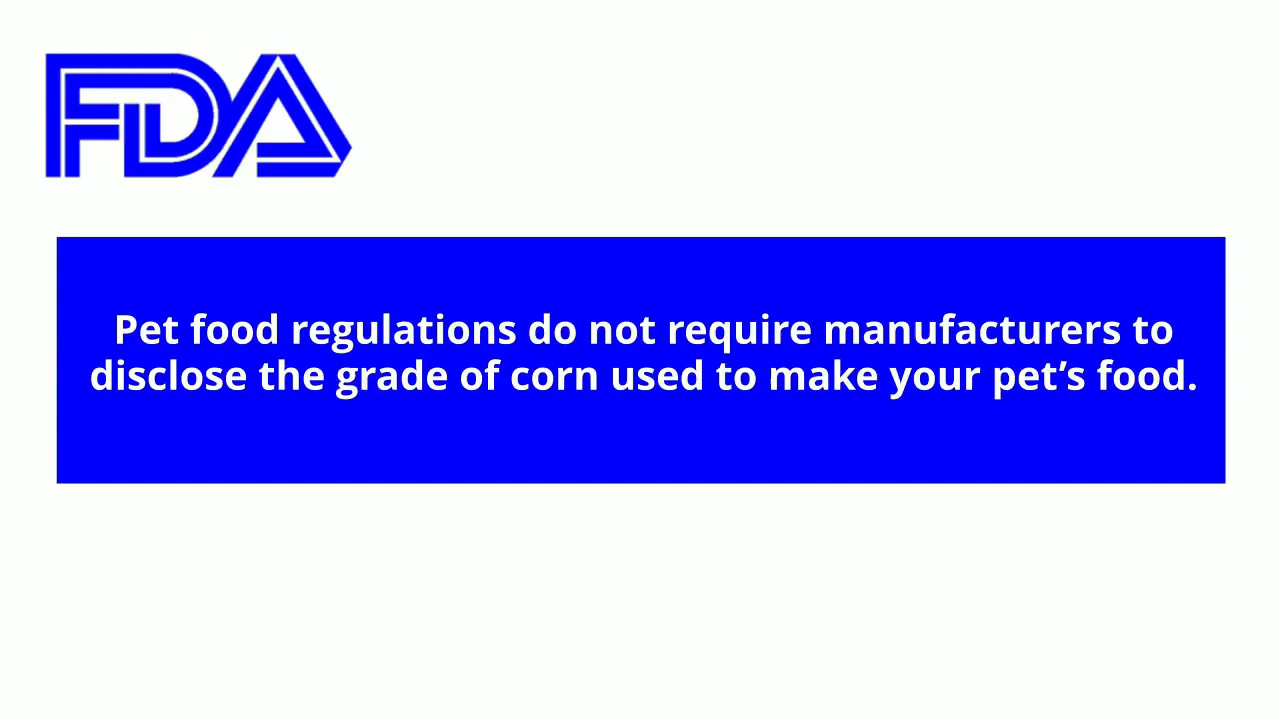 FDA
Pet food regulations do not require manufacturers to
disclose the grade of corn used to make your pet’s food.